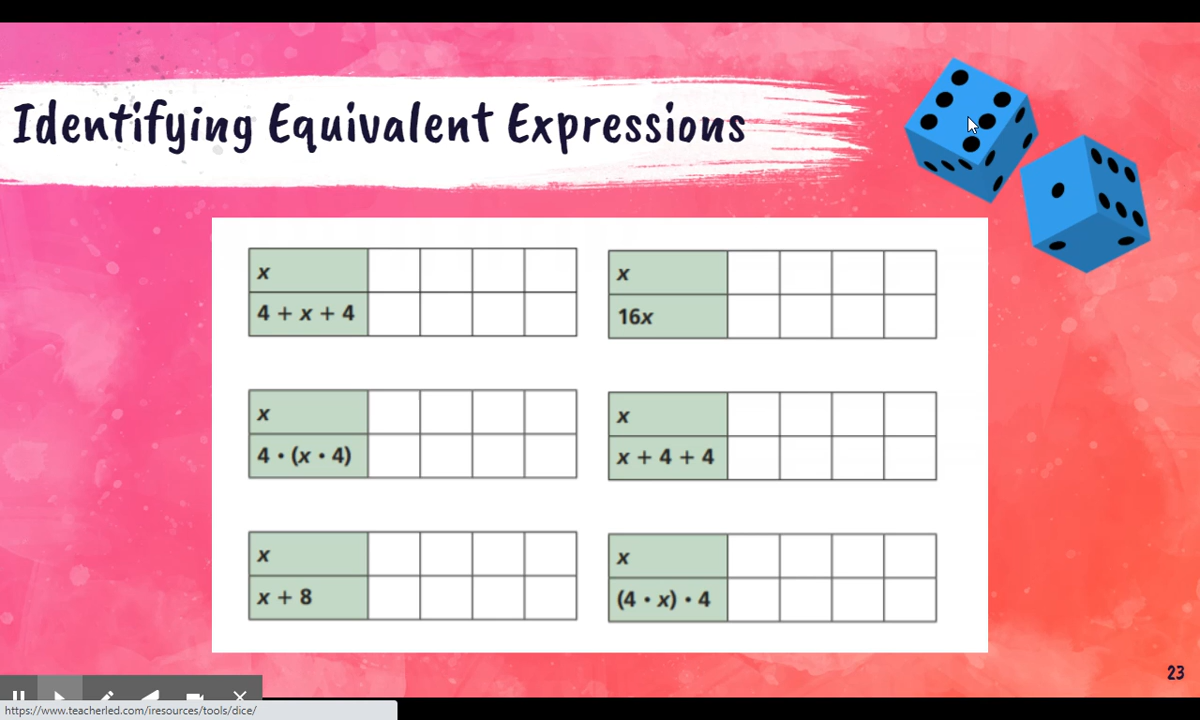 Identifying Equivalent Expressions
x
4 + x + 4
x
16x
x
4 • (x • 4)
x
x + 4 + 4
x
x + 8
x
(4 • x) • 4
23
https://www.teacherled.com/iresources/tools/dice/